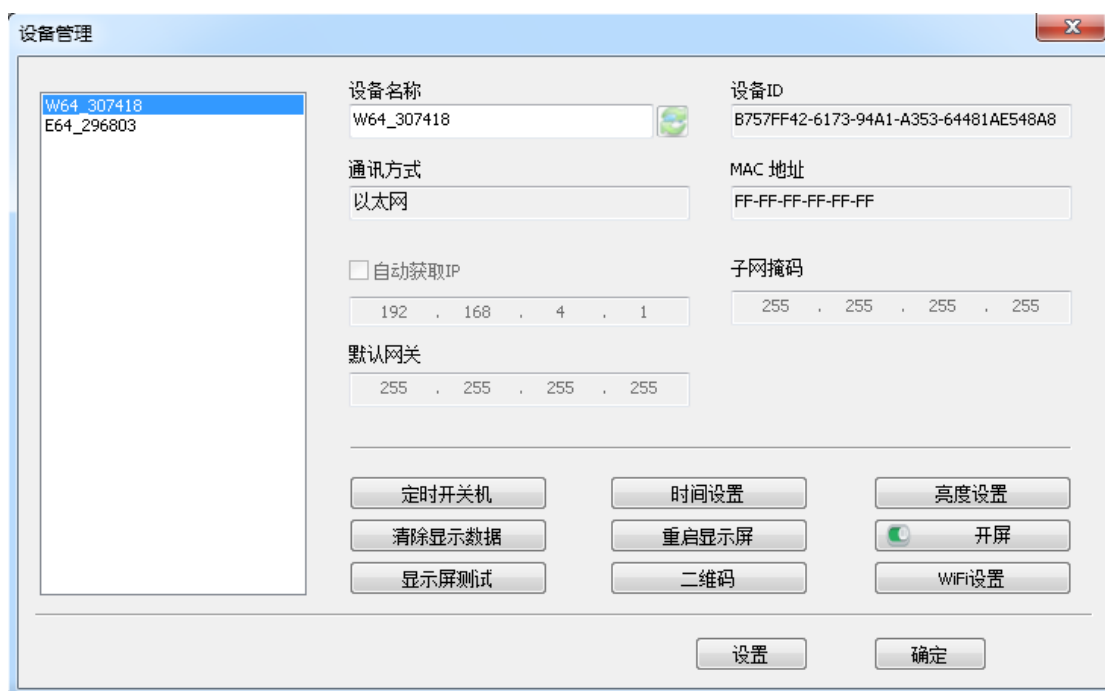 设备管理
W64_307418
E64_296803
设备名称
W64_307418
设备ID
B757FF42-6173-94A1-A353-64481AE548A8
通讯方式
以太网
MAC 地址
FF-FF-FF-FF-FF-FF
自动获取IP
192 . 168 . 4 . 1
子网掩码
255 . 255 . 255 . 255
默认网关
255 . 255 . 255 . 255
定时开关机
时间设置
亮度设置
清除显示数据
重启显示屏
开屏
显示屏测试
二维码
WiFi设置
设置
确定